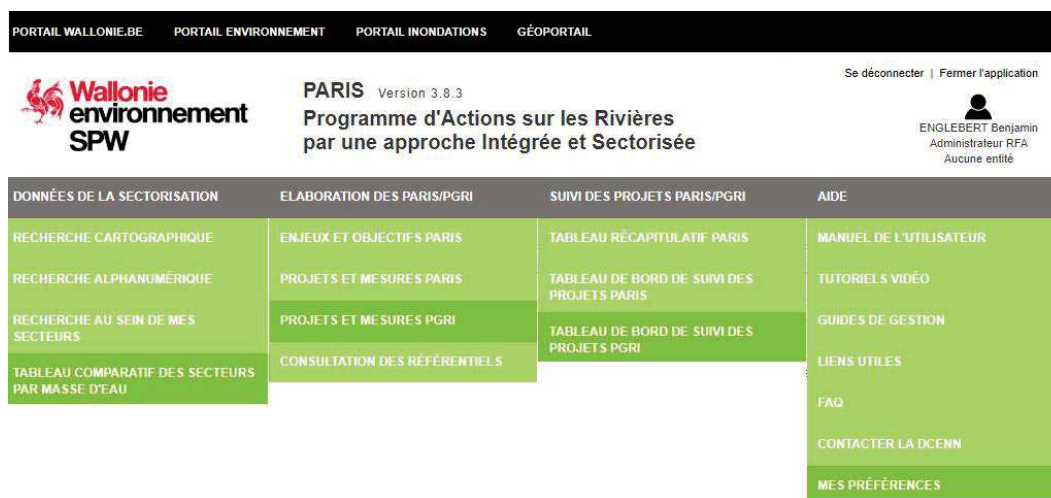 PORTAIL WALLONIE.BE PORTAIL ENVIRONNEMENT PORTAIL INONDATIONS GÉOPORTAIL
Se déconnecter | Fermer l'application
Wallonie
environnement
SPW
PARIS Version 3.8.3
Programme d'Actions sur les Rivières
par une approche Intégrée et Sectorisée
ENGLEBERT Benjamin
Administrateur RFA
Aucune entité
DONNÉES DE LA SECTORISATION
RECHERCHE CARTOGRAPHIQUE
RECHERCHE ALPHANUMÉRIQUE
RECHERCHE AU SEIN DE MES
SECTEURS
TABLEAU COMPARATIF DES SECTEURS
PAR MASSE D'EAU
ELABORATION DES PARIS/PGRI
ENJEUX ET OBJECTIFS PARIS
PROJETS ET MESURES PARIS
PROJETS ET MESURES PGRI
CONSULTATION DES RÉFÉRENTIELS
SUIVI DES PROJETS PARIS/PGRI
TABLEAU RÉCAPITULATIF PARIS
TABLEAU DE BORD DE SUIVI DES
PROJETS PARIS
TABLEAU DE BORD DE SUIVI DES
PROJETS PGRI
AIDE
MANUEL DE L'UTILISATEUR
TUTORIELS VIDÉO
GUIDES DE GESTION
LIENS UTILES
FAQ
CONTACTER LA DCENN
MES PRÉFÉRENCES